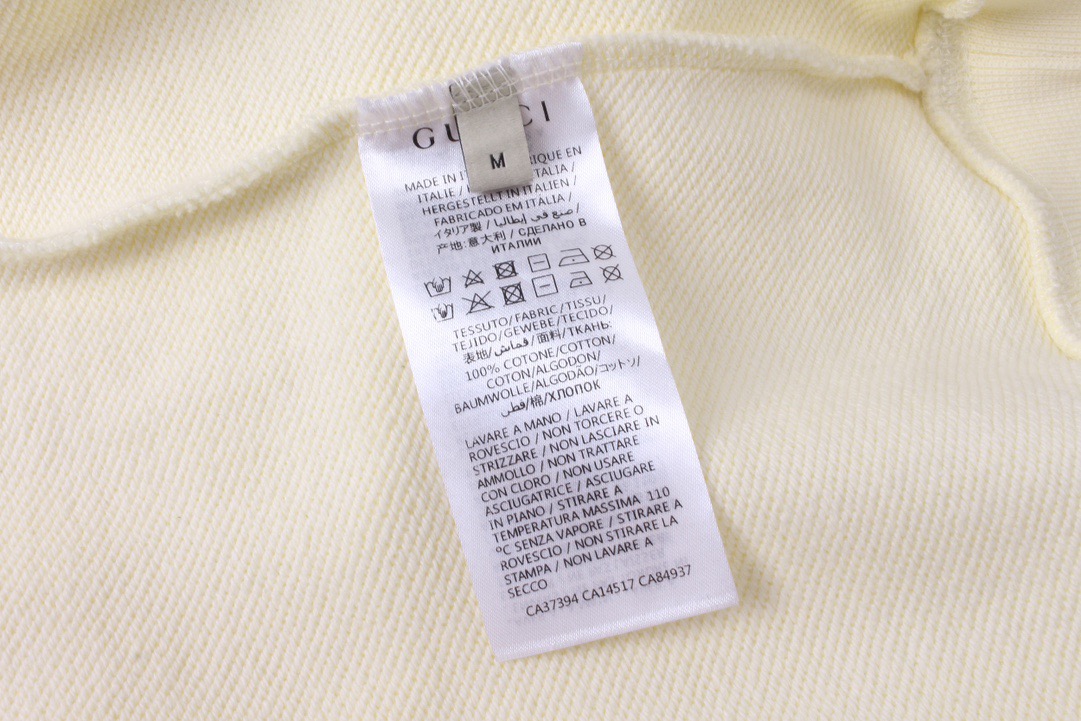 GU CI
M
MADE IN IT RIQUE EN
ITALIE / TALIA /
HERGESTELLT IN ITALIEN /
FABRICADO EM ITALIA /
イタリア製 / صنع في إيطاليا /
产地:意大利 / СДЕЛАНО В
ИТАЛИИ
TESSUTO/FABRIC/TISSU/
TEJIDO/GEWEBE/TECIDO/
表地/قماش/面料/ТКАНЬ:
100% COTONE/COTTON/
COTON/ALGODON/
BAUMWOLLE/ALGODÃO/コットン/
قطن/棉/ХЛОПОК
LAVARE A MANO / LAVARE A
ROVESCIO / NON TORCERE O
STRIZZARE / NON LASCIARE IN
AMMOLLO / NON TRATTARE
CON CLORO / NON USARE
ASCIUGATRICE / ASCIUGARE
IN PIANO / STIRARE A
TEMPERATURA MASSIMA 110
°C SENZA VAPORE / STIRARE A
ROVESCIO / NON STIRARE LA
STAMPA / NON LAVARE A
SECCO
CA37394 CA14517 CA84937